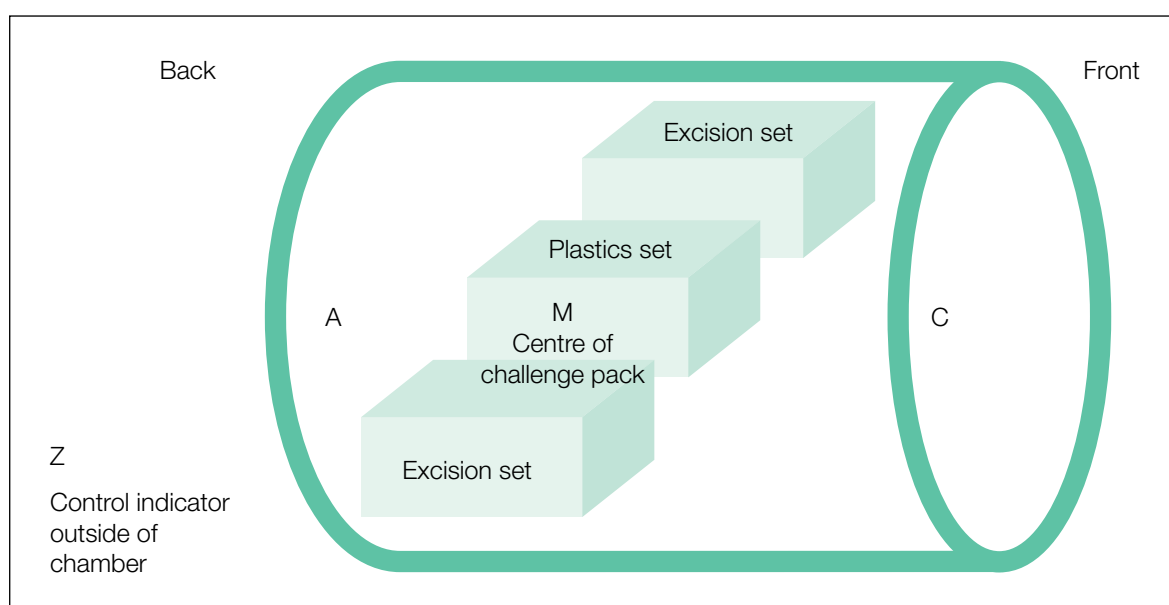 Back
Front
Excision set
Plastics set
A
M
C
Centre of
challenge pack
Z
Excision set
Control indicator
outside of
chamber